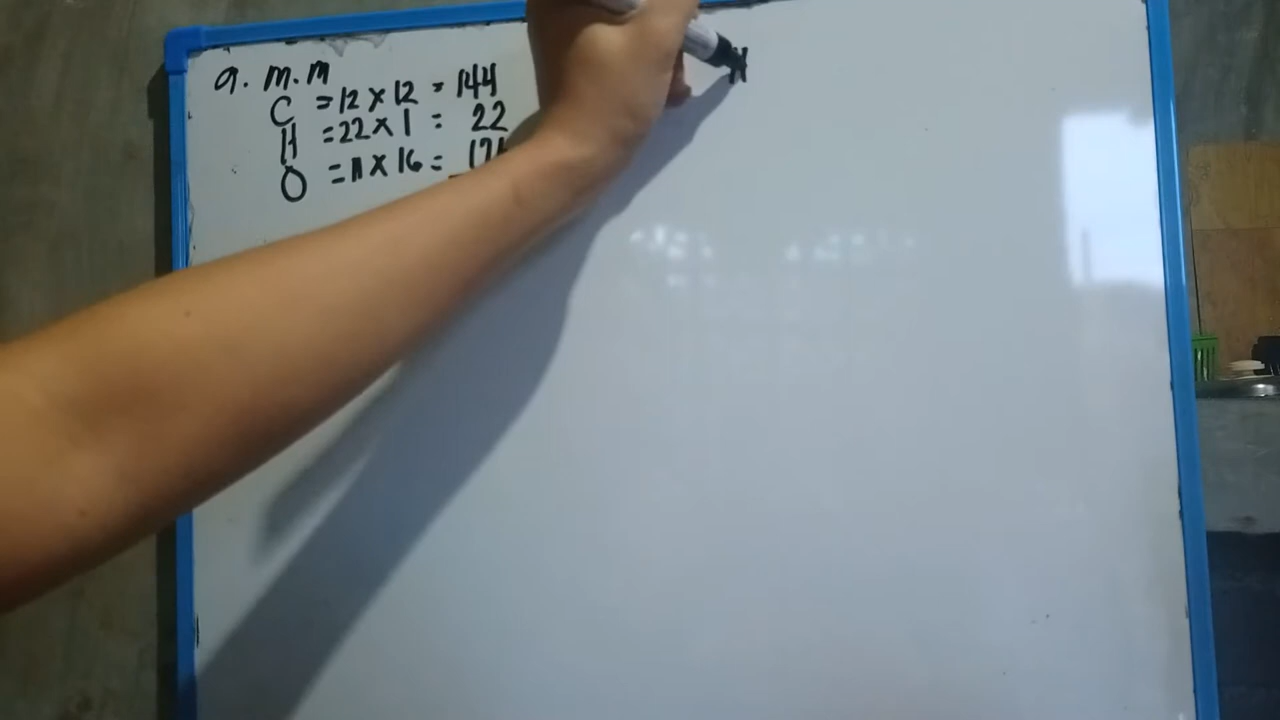 a. m.m
C = 12 x 12 = 144
H = 22 x 1 = 22
O = 11 x 16 =